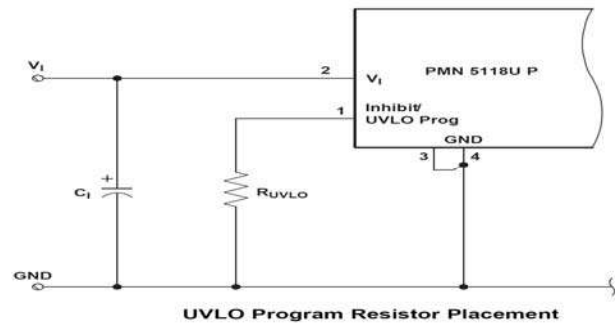 VI
2
VI
PMN 5118U P
1
Inhibit/
UVLO Prog
GND
3
4
+
CI
RUVLO
GND
UVLO Program Resistor Placement